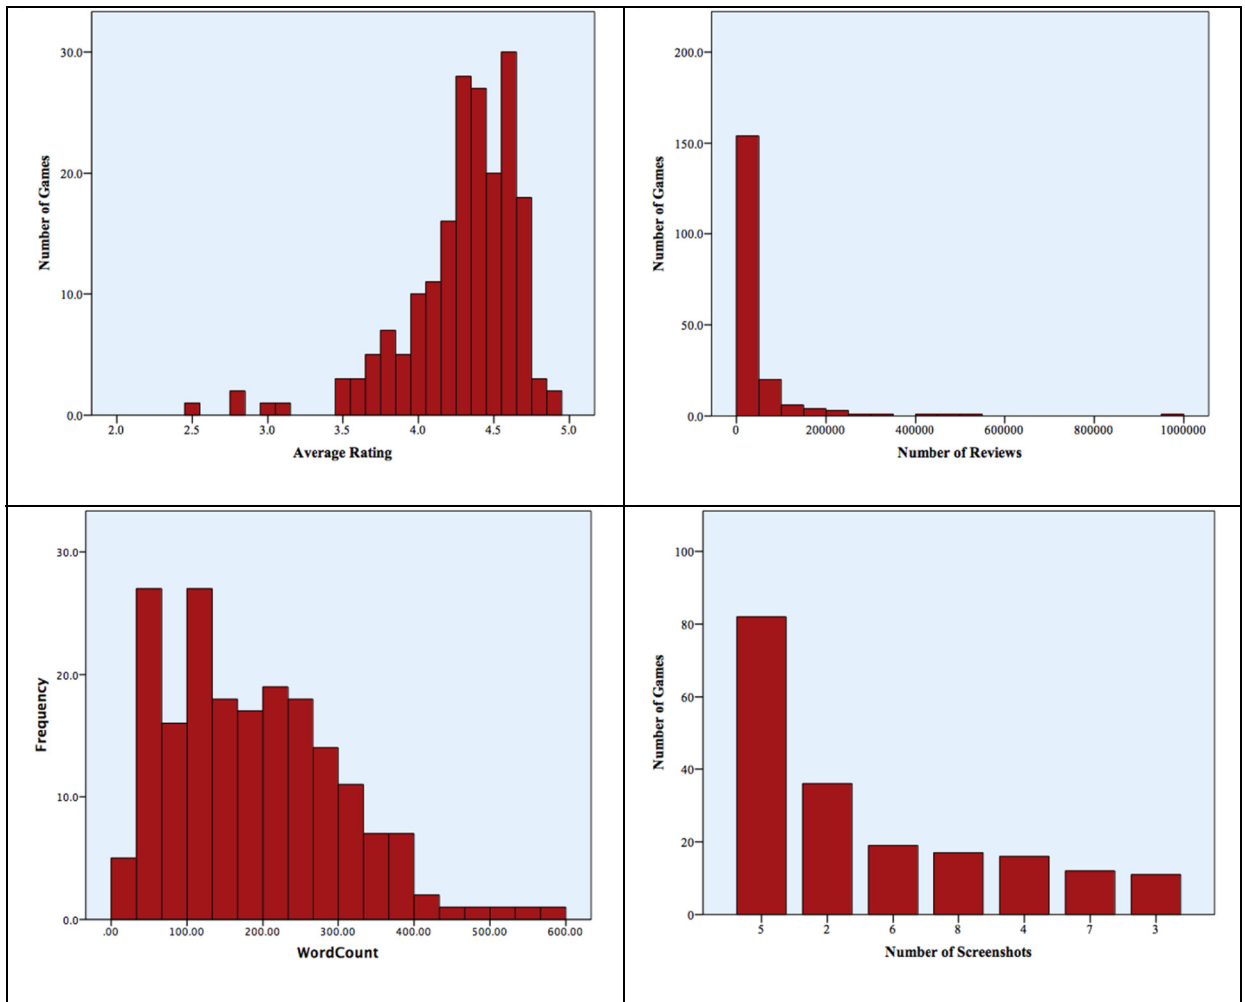 30.0
20.0
10.0
0.0
Number of Games
2.0 2.5 3.0 3.5 4.0 4.5 5.0
Average Rating
200.0
150.0
100.0
50.0
0.0
Number of Games
0 200000 400000 600000 800000 1000000
Number of Reviews
30.0
20.0
10.0
0.0
Frequency
.00 100.00 200.00 300.00 400.00 500.00 600.00
WordCount
100
80
60
40
20
0
Number of Games
5 2 6 8 4 7 3
Number of Screenshots